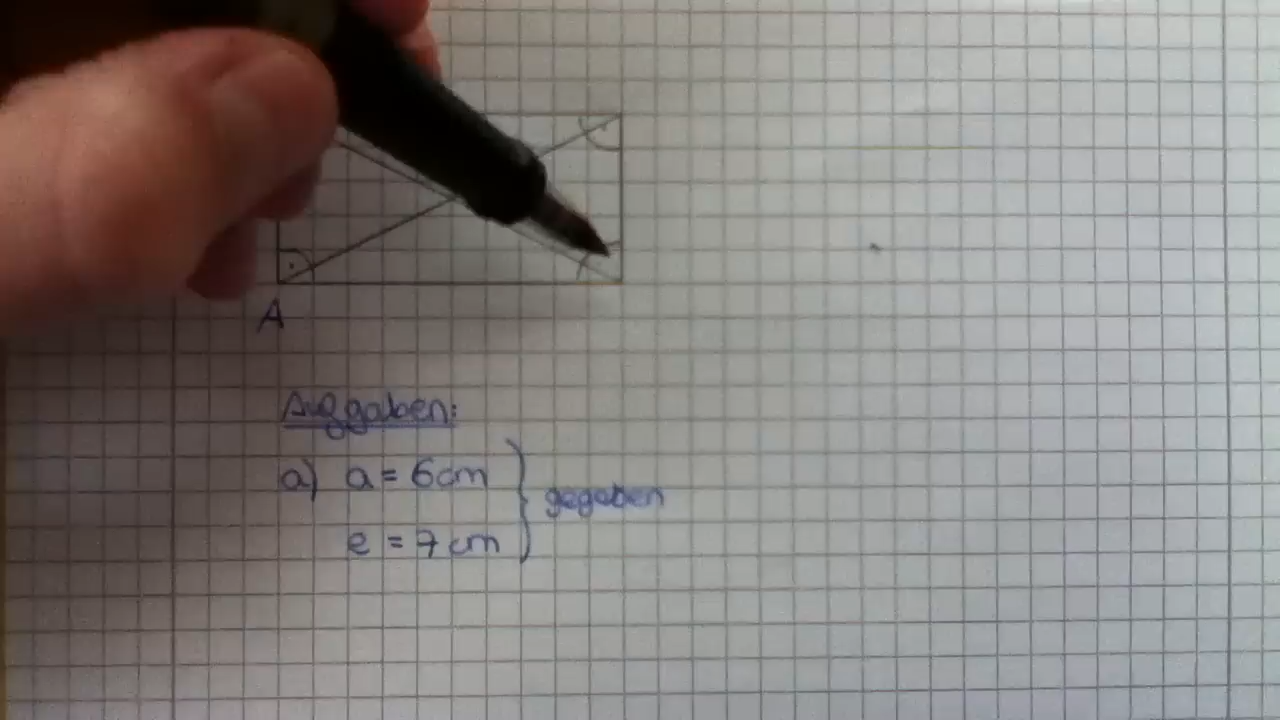 A
Aufgaben:
a) a = 6cm
gegeben
e = 7cm